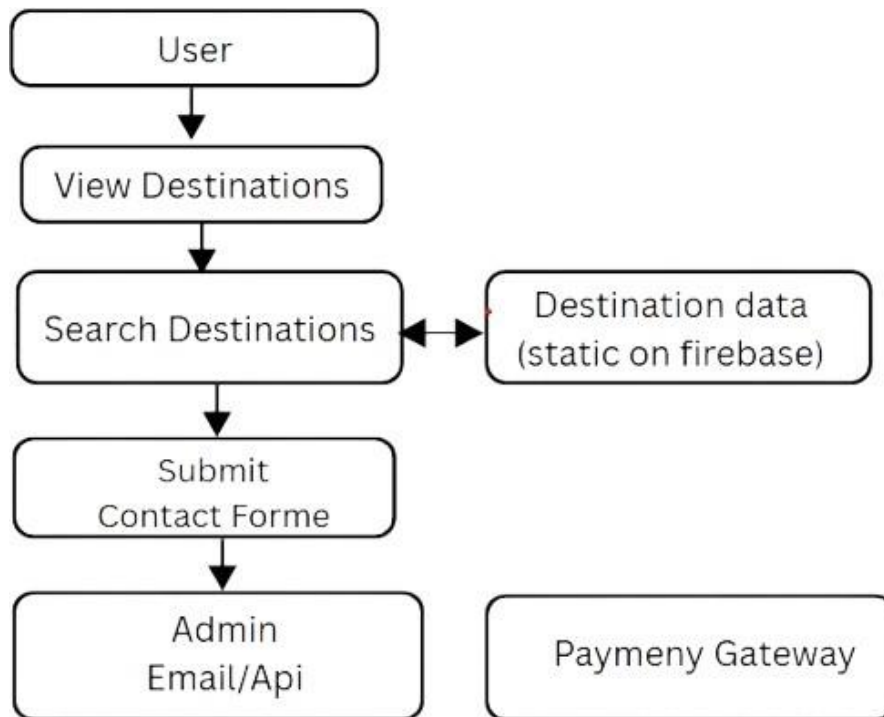 User
View Destinations
Search Destinations
Destination data
(static on firebase)
Submit
Contact Forme
Admin
Email/Api
Paymeny Gateway